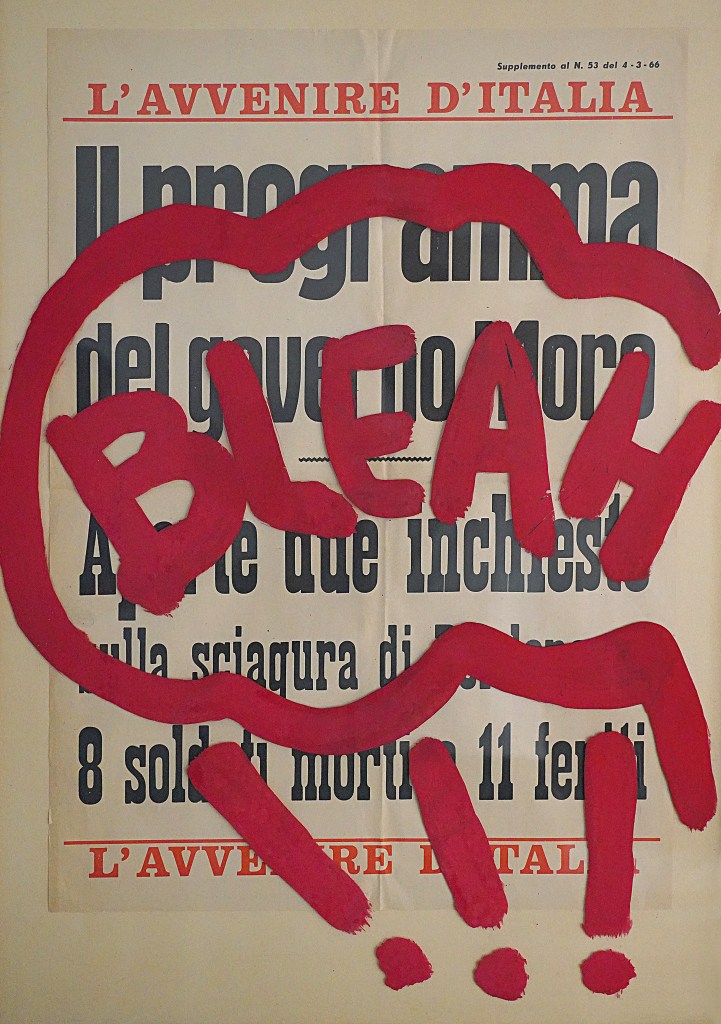 Supplemento al N. 53 del 4-3-66
L'AVVENIRE D'ITALIA
Il programma
del governo Moro
BLEAH
Aperte due inchieste
sulla sciagura di
8 soldati morti e 11 feriti
L'AVVENIRE D'ITALIA
!!!